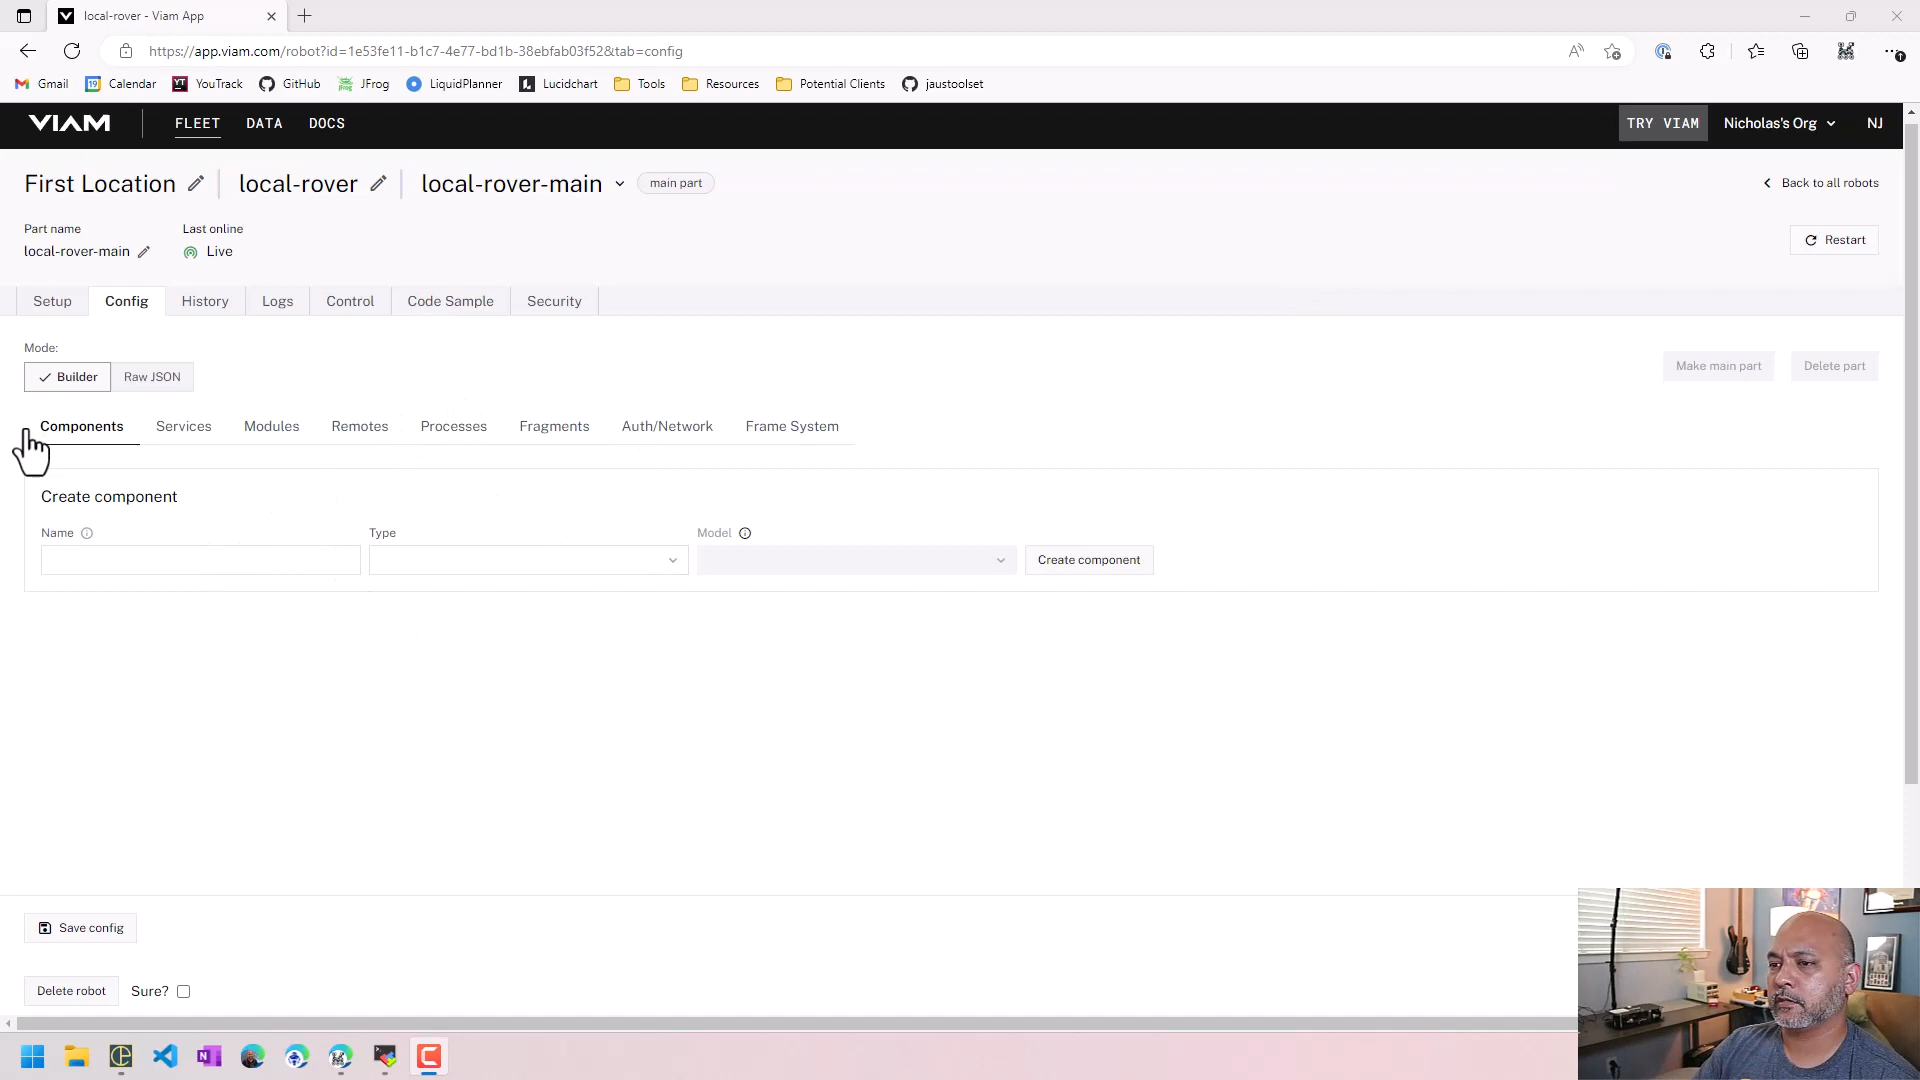 local-rover - Viam App
https://app.viam.com/robot?id=1e53fe11-b1c7-4e77-bd1b-38ebfab03f52&tab=config
Gmail Calendar YouTrack GitHub JFrog LiquidPlanner Lucidchart Tools Resources Potential Clients jaustoolset
VIAM FLEET DATA DOCS TRY VIAM Nicholas's Org NJ
First Location local-rover local-rover-main main part Back to all robots
Part name Last online
local-rover-main Live Restart
Setup Config History Logs Control Code Sample Security
Mode:
Builder Raw JSON Make main part Delete part
Components Services Modules Remotes Processes Fragments Auth/Network Frame System
Create component
Name Type Model
Create component
Save config
Delete robot Sure?